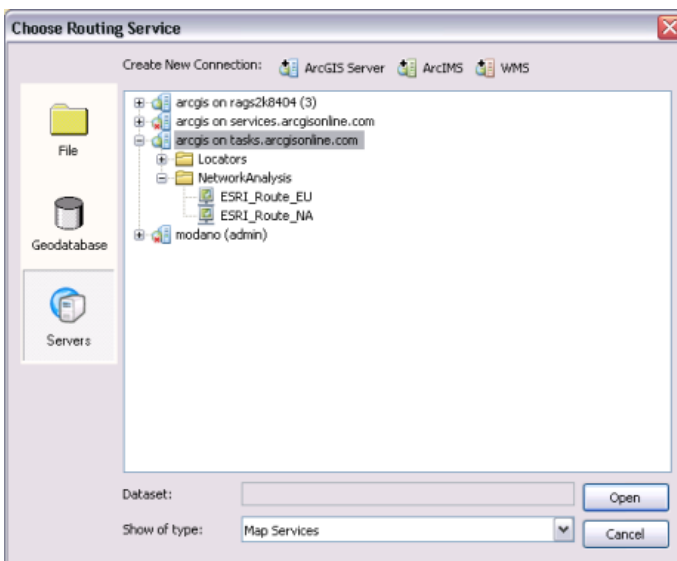 Choose Routing Service
Create New Connection: ArcGIS Server ArcIMS WMS
File
Geodatabase
Servers
arcgis on rags2k8404 (3)
arcgis on services.arcgisonline.com
arcgis on tasks.arcgisonline.com
Locators
NetworkAnalysis
ESRI_Route_EU
ESRI_Route_NA
modano (admin)
Dataset:
Open
Show of type: Map Services
Cancel